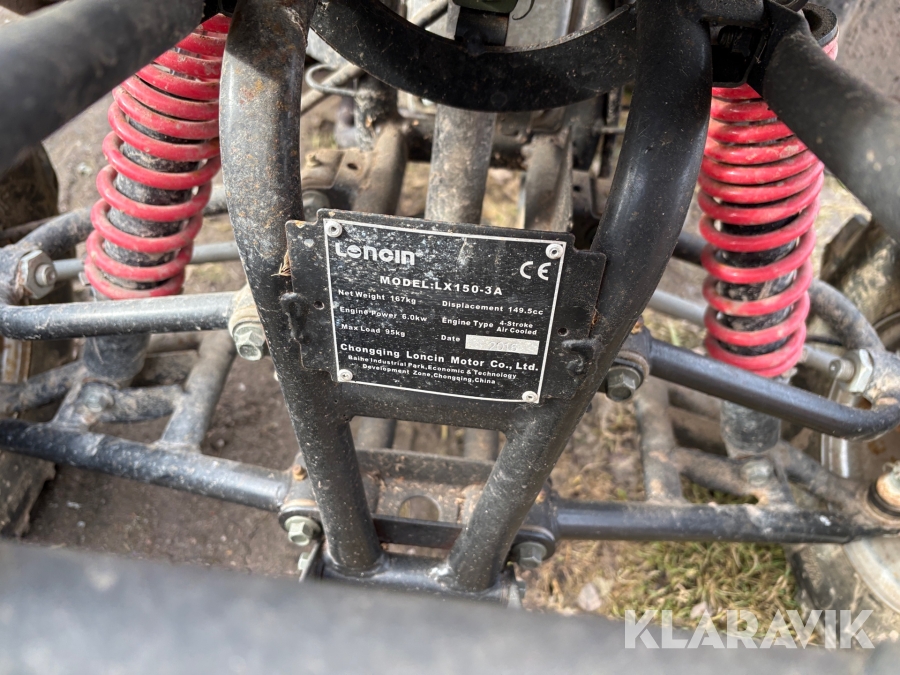 Loncin®
CE
MODEL:LX150-3A
Net Weight 167kg Displacement 149.5cc
Engine Power 6.0kw Engine Type 4-Stroke Air Cooled
Max Load 95kg Date
Chongqing Loncin Motor Co., Ltd.
Baihe Industrial Park,Economic & Technology
Development Zone,Chongqing,China
KLARAVIK